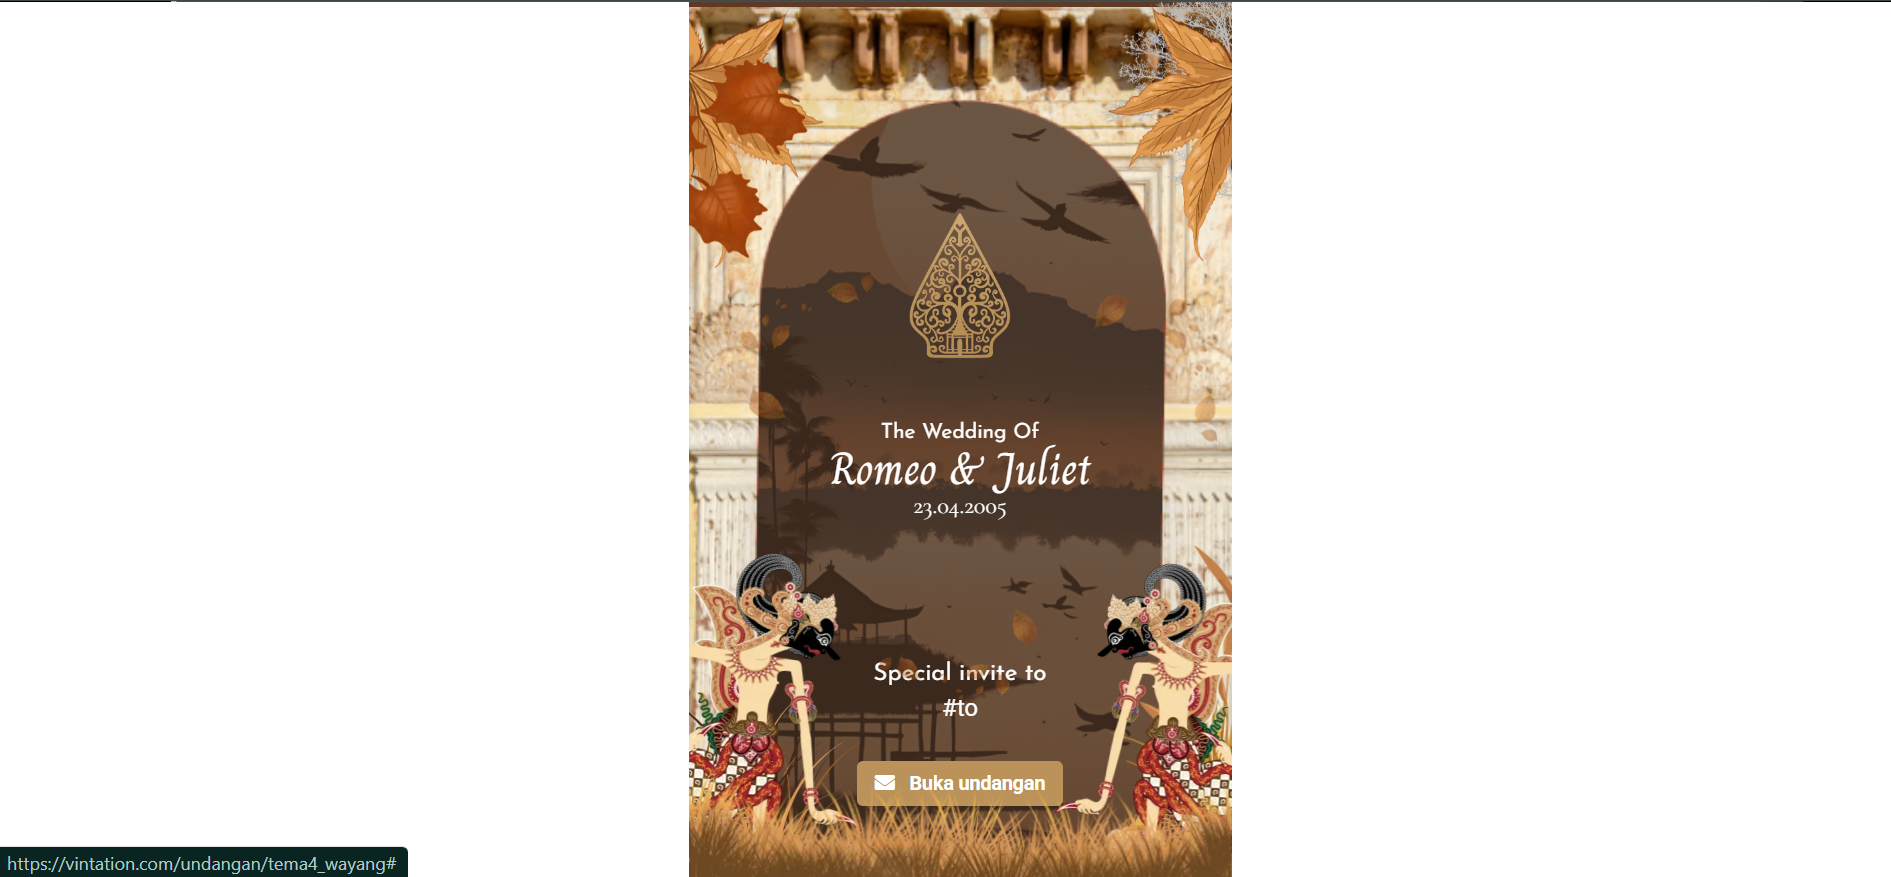 The Wedding Of
Romeo & Juliet
23.04.2005
Special invite to
#to
Buka undangan
https://vintation.com/undangan/tema4_wayang#